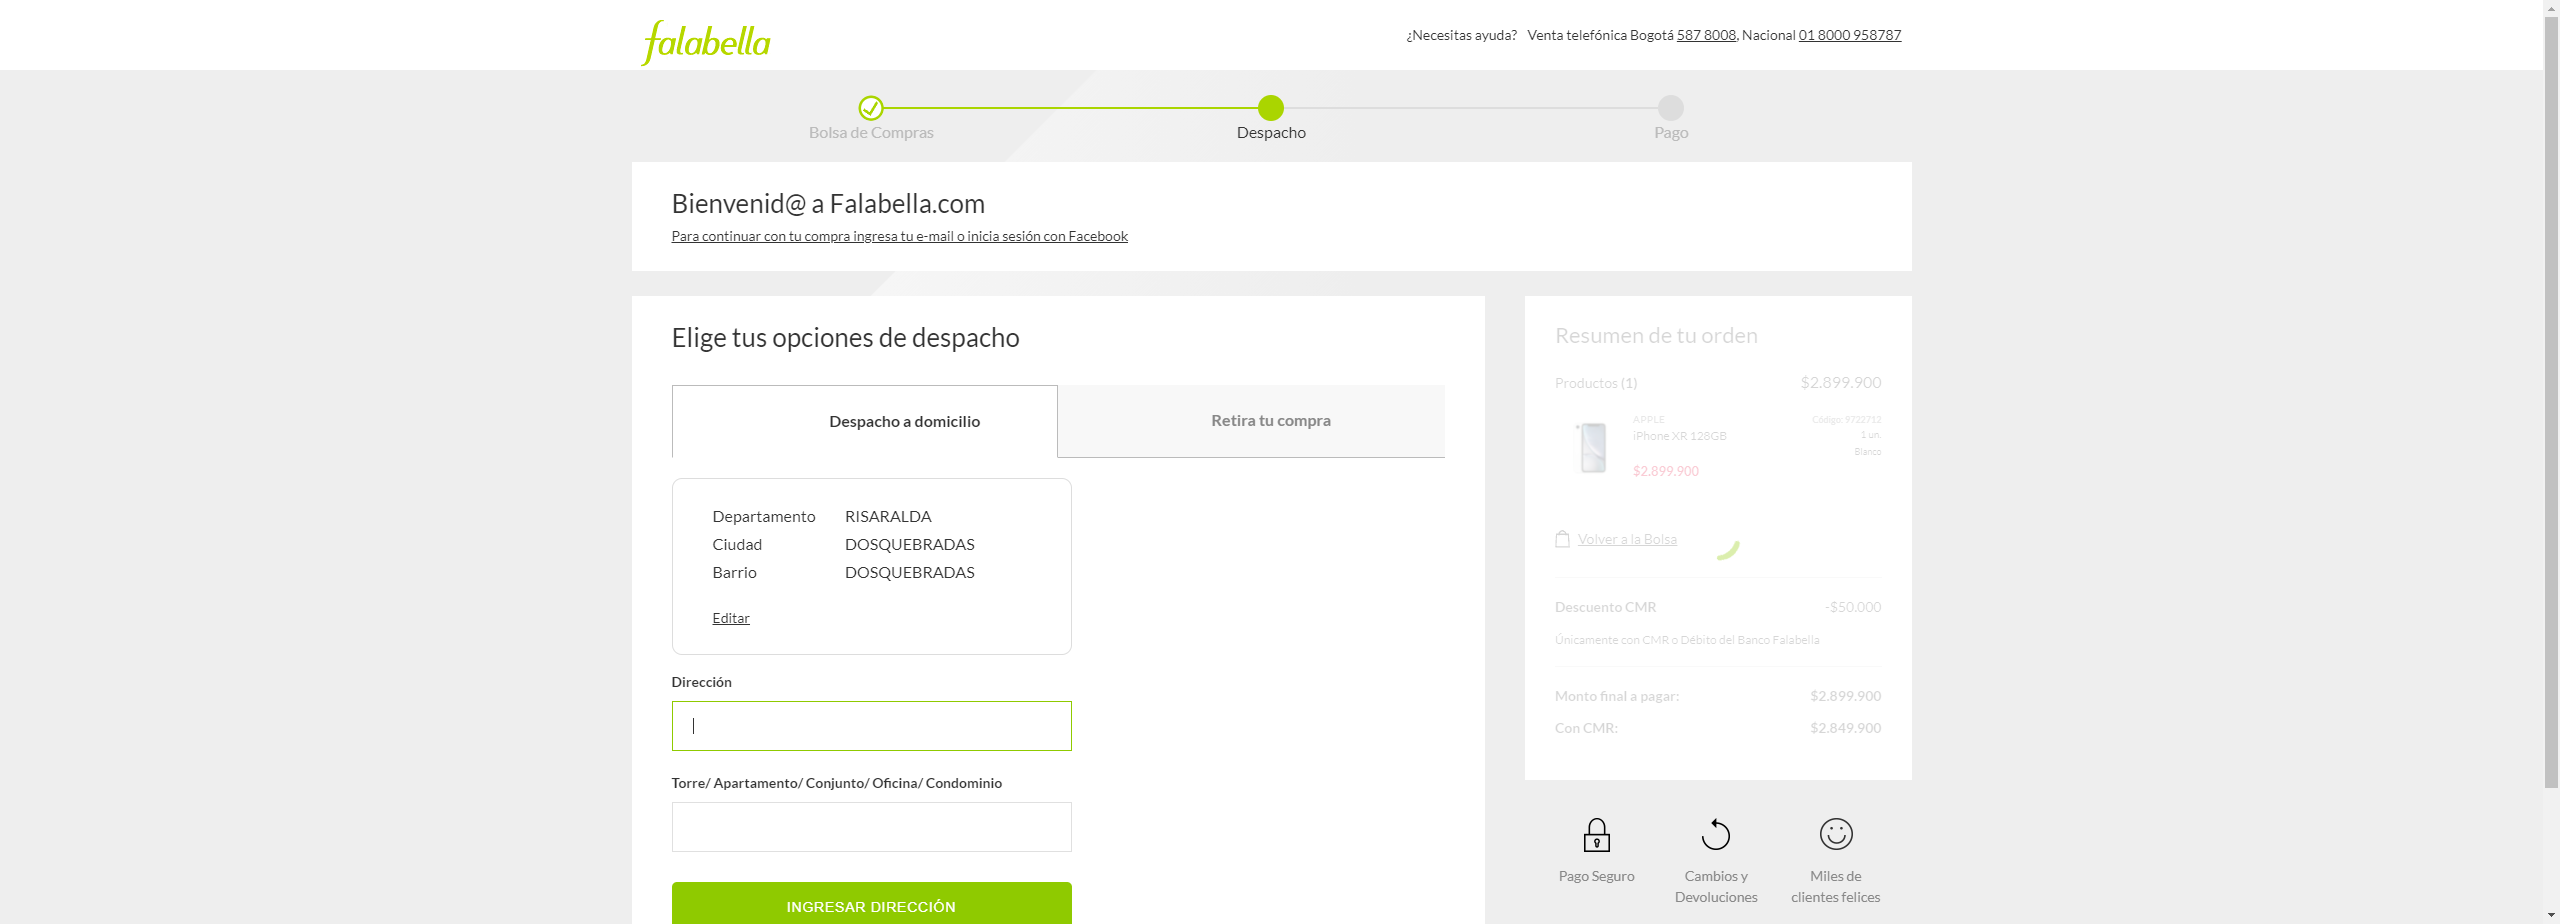 falabella
¿Necesitas ayuda? Venta telefónica Bogotá 587 8008, Nacional 01 8000 958787
Bolsa de Compras
Despacho
Pago
Bienvenid@ a Falabella.com
Para continuar con tu compra ingresa tu e-mail o inicia sesión con Facebook
Elige tus opciones de despacho
Despacho a domicilio
Retira tu compra
Departamento RISARALDA
Ciudad DOSQUEBRADAS
Barrio DOSQUEBRADAS
Editar
Dirección
Torre/ Apartamento/ Conjunto/ Oficina/ Condominio
INGRESAR DIRECCIÓN
Resumen de tu orden
Productos (1) $2.899.900
APPLE Código: 9722712
iPhone XR 128GB 1 un.
Blanco
$2.899.900
Volver a la Bolsa
Descuento CMR -$50.000
Únicamente con CMR o Débito del Banco Falabella
Monto final a pagar: $2.899.900
Con CMR: $2.849.900
Pago Seguro
Cambios y
Devoluciones
Miles de
clientes felices